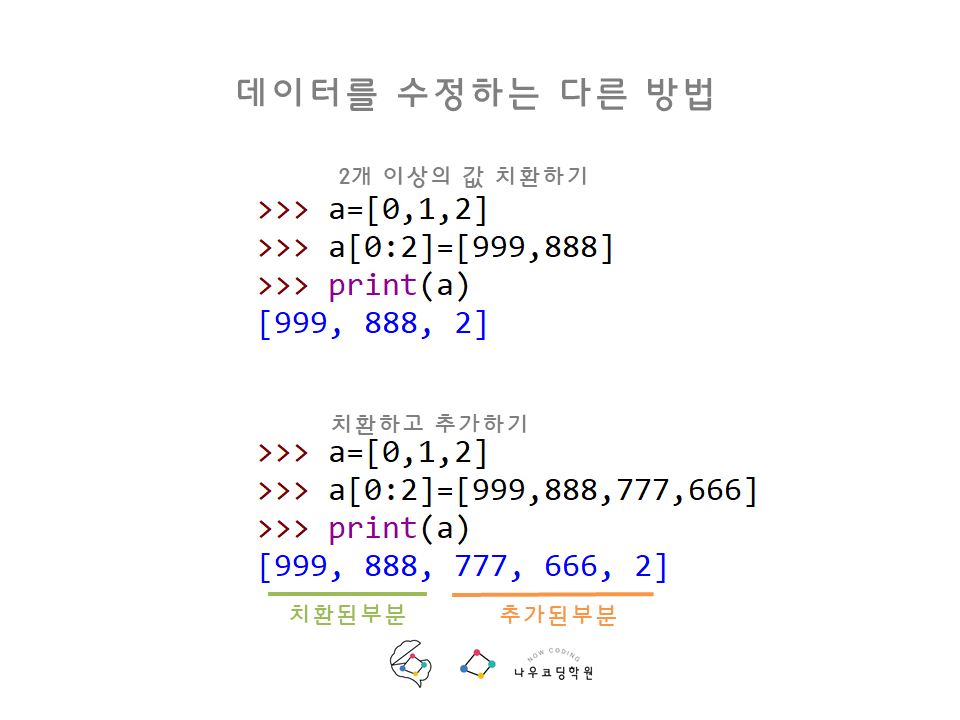 데이터를 수정하는 다른 방법
2개 이상의 값 치환하기
>>> a=[0,1,2]
>>> a[0:2]=[999,888]
>>> print(a)
[999, 888, 2]
치환하고 추가하기
>>> a=[0,1,2]
>>> a[0:2]=[999,888,777,666]
>>> print(a)
[999, 888, 777, 666, 2]
치환된부분 추가된부분
NOW CODING
나우코딩학원